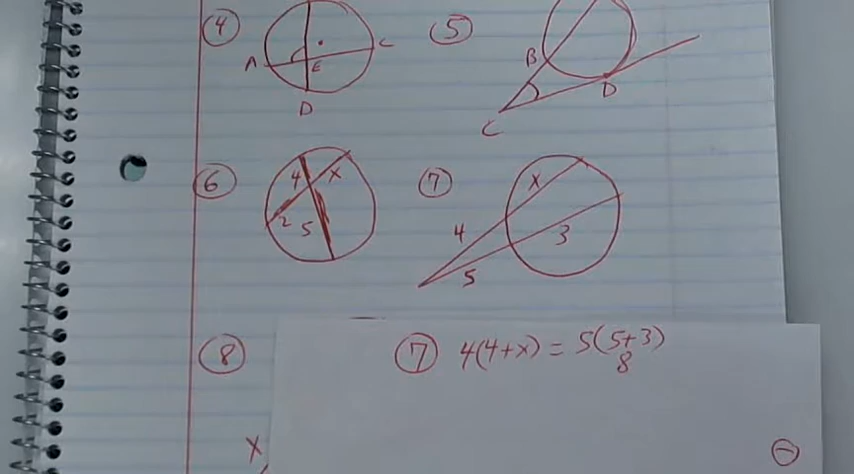 ④ ⑤
A E C
D
B
D
C
⑥ 4 x 2 5
⑦ x 4 3 5
⑧
⑦ 4(4+x) = 5(5+3)
8
x